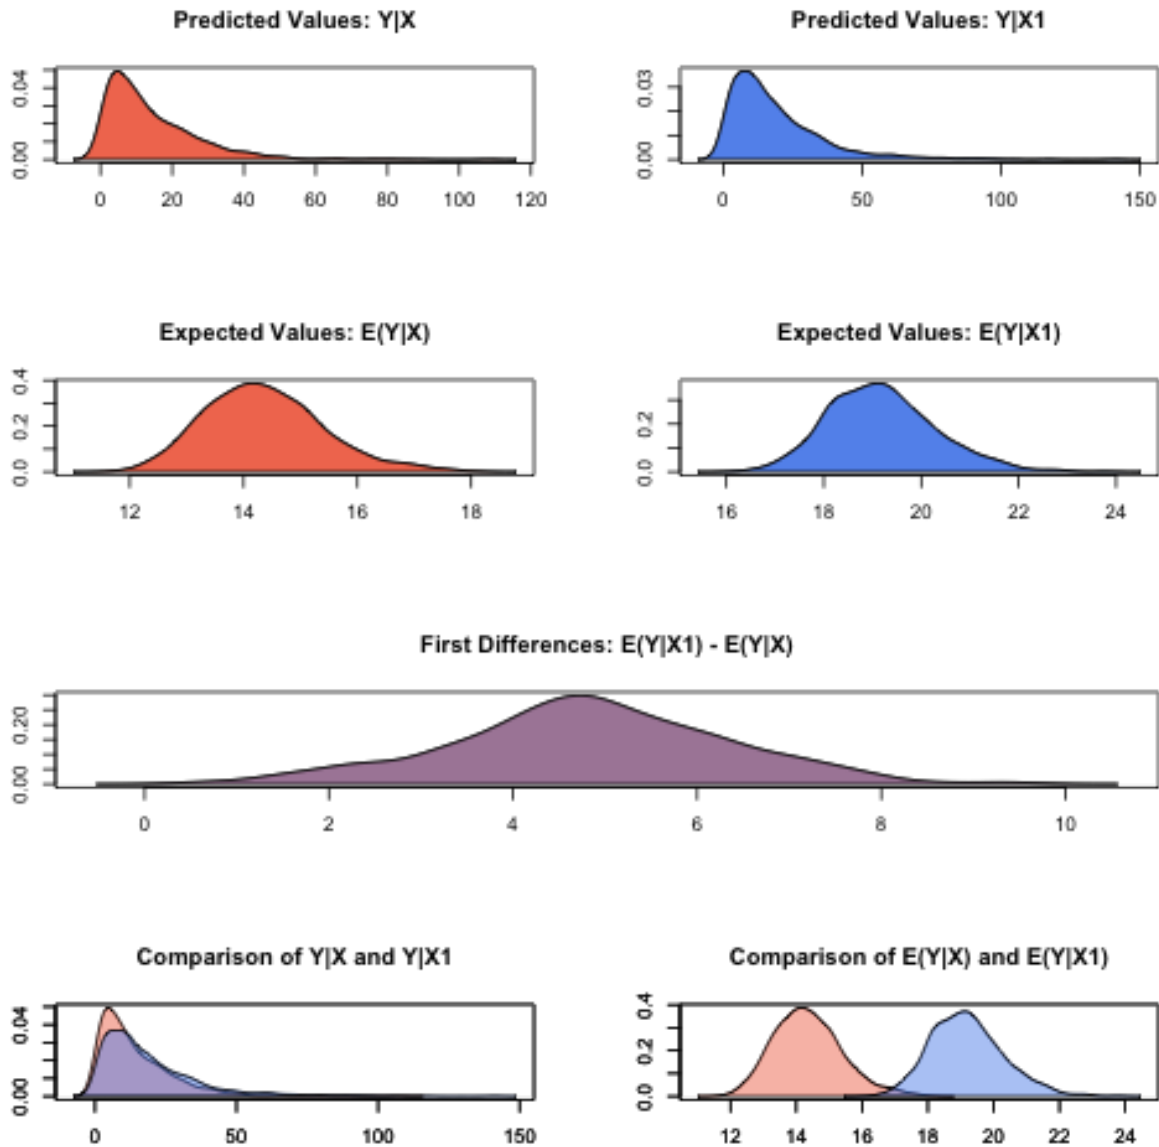 Predicted Values: Y|X
0.00 0.04
0 20 40 60 80 100 120
Predicted Values: Y|X1
0.00 0.03
0 50 100 150
Expected Values: E(Y|X)
0.0 0.2 0.4
12 14 16 18
Expected Values: E(Y|X1)
0.0 0.2
16 18 20 22 24
First Differences: E(Y|X1) - E(Y|X)
0.00 0.20
0 2 4 6 8 10
Comparison of Y|X and Y|X1
0.00 0.04
0 50 100 150
Comparison of E(Y|X) and E(Y|X1)
0.0 0.2 0.4
12 14 16 18 20 22 24